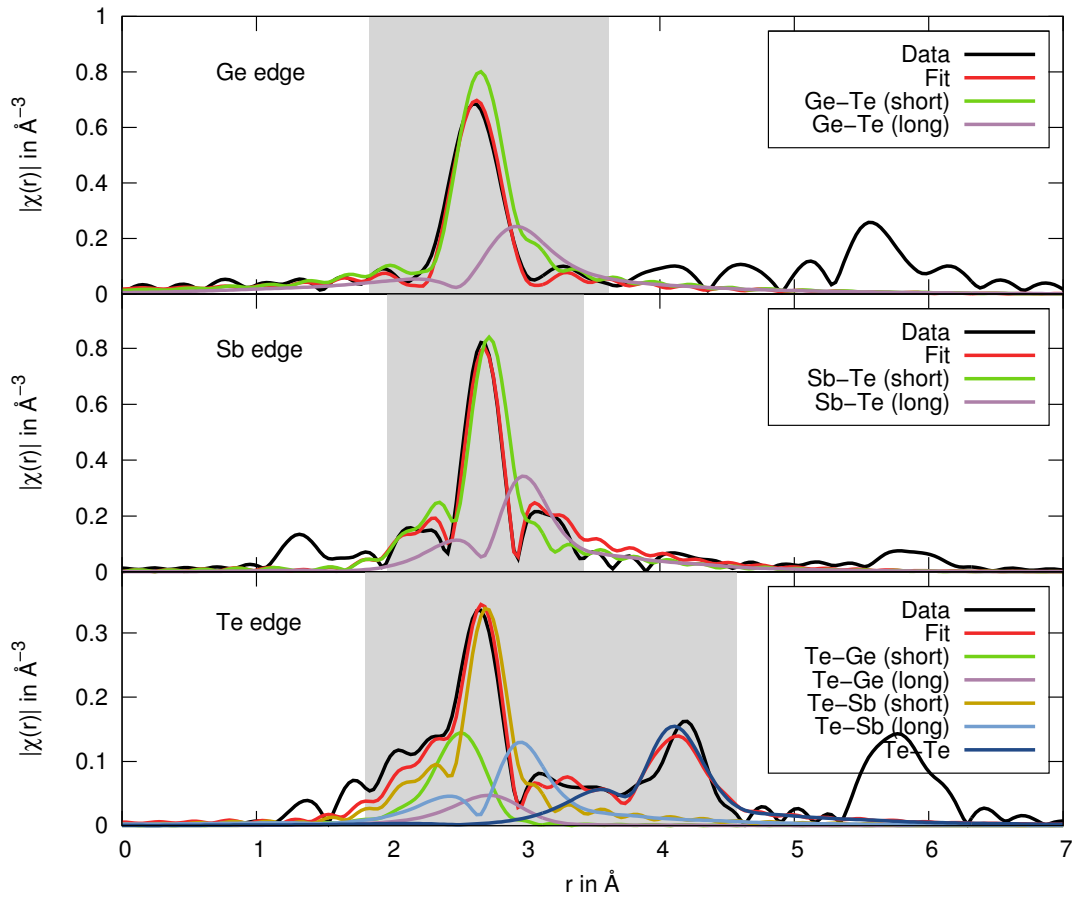 1
0.8
0.6
0.4
0.2
0
|χ(r)| in Å⁻³
Ge edge
Data
Fit
Ge−Te (short)
Ge−Te (long)
0.8
0.6
0.4
0.2
0
|χ(r)| in Å⁻³
Sb edge
Data
Fit
Sb−Te (short)
Sb−Te (long)
0.3
0.2
0.1
0
|χ(r)| in Å⁻³
Te edge
Data
Fit
Te−Ge (short)
Te−Ge (long)
Te−Sb (short)
Te−Sb (long)
Te−Te
0 1 2 3 4 5 6 7
r in Å